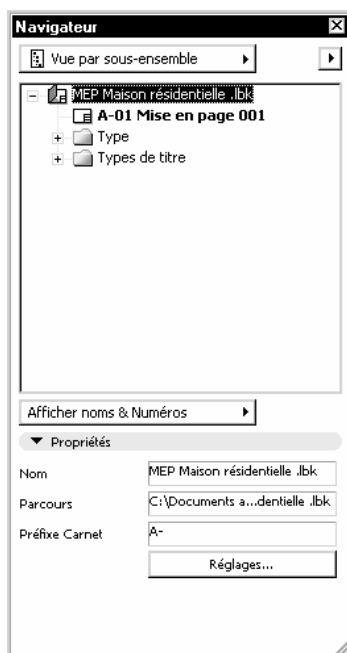 Navigateur
Vue par sous-ensemble
MEP Maison résidentielle .lbk
A-01 Mise en page 001
Type
Types de titre
Afficher noms & Numéros
Propriétés
Nom MEP Maison résidentielle .lbk
Parcours C:\Documents a...dentielle .lbk
Préfixe Carnet A-
Réglages...